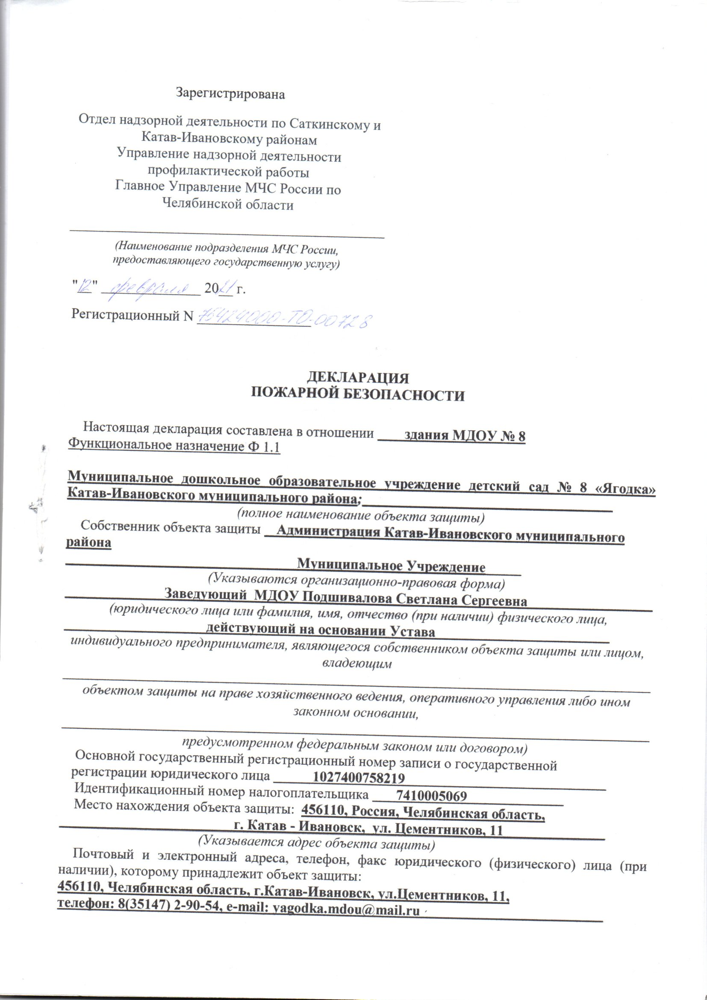 Зарегистрирована
Отдел надзорной деятельности по Саткинскому и
Катав-Ивановскому районам
Управление надзорной деятельности
профилактической работы
Главное Управление МЧС России по
Челябинской области
(Наименование подразделения МЧС России,
предоставляющего государственную услугу)
"12" февраля 2021 г.
Регистрационный N 75424000-ТО-00728
ДЕКЛАРАЦИЯ
ПОЖАРНОЙ БЕЗОПАСНОСТИ
Настоящая декларация составлена в отношении здания МДОУ № 8
Функциональное назначение Ф 1.1
Муниципальное дошкольное образовательное учреждение детский сад № 8 «Ягодка»
Катав-Ивановского муниципального района;
(полное наименование объекта защиты)
Собственник объекта защиты Администрация Катав-Ивановского муниципального
района
Муниципальное Учреждение
(Указываются организационно-правовая форма)
Заведующий МДОУ Подшивалова Светлана Сергеевна
(юридического лица или фамилия, имя, отчество (при наличии) физического лица,
действующий на основании Устава
индивидуального предпринимателя, являющегося собственником объекта защиты или лицом,
владеющим
объектом защиты на праве хозяйственного ведения, оперативного управления либо ином
законном основании,
предусмотренном федеральным законом или договором)
Основной государственный регистрационный номер записи о государственной
регистрации юридического лица 1027400758219
Идентификационный номер налогоплательщика 7410005069
Место нахождения объекта защиты: 456110, Россия, Челябинская область,
г. Катав - Ивановск, ул. Цементников, 11
(Указывается адрес объекта защиты)
Почтовый и электронный адреса, телефон, факс юридического (физического) лица (при
наличии), которому принадлежит объект защиты:
456110, Челябинская область, г.Катав-Ивановск, ул.Цементников, 11,
телефон: 8(35147) 2-90-54, e-mail: yagodka.mdou@mail.ru